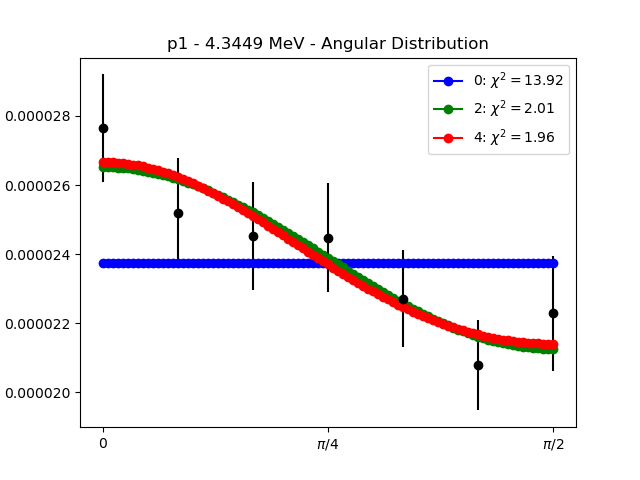 p1 - 4.3449 MeV - Angular Distribution
0: χ² = 13.92
2: χ² = 2.01
4: χ² = 1.96
0.000028
0.000026
0.000024
0.000022
0.000020
0 π/4 π/2